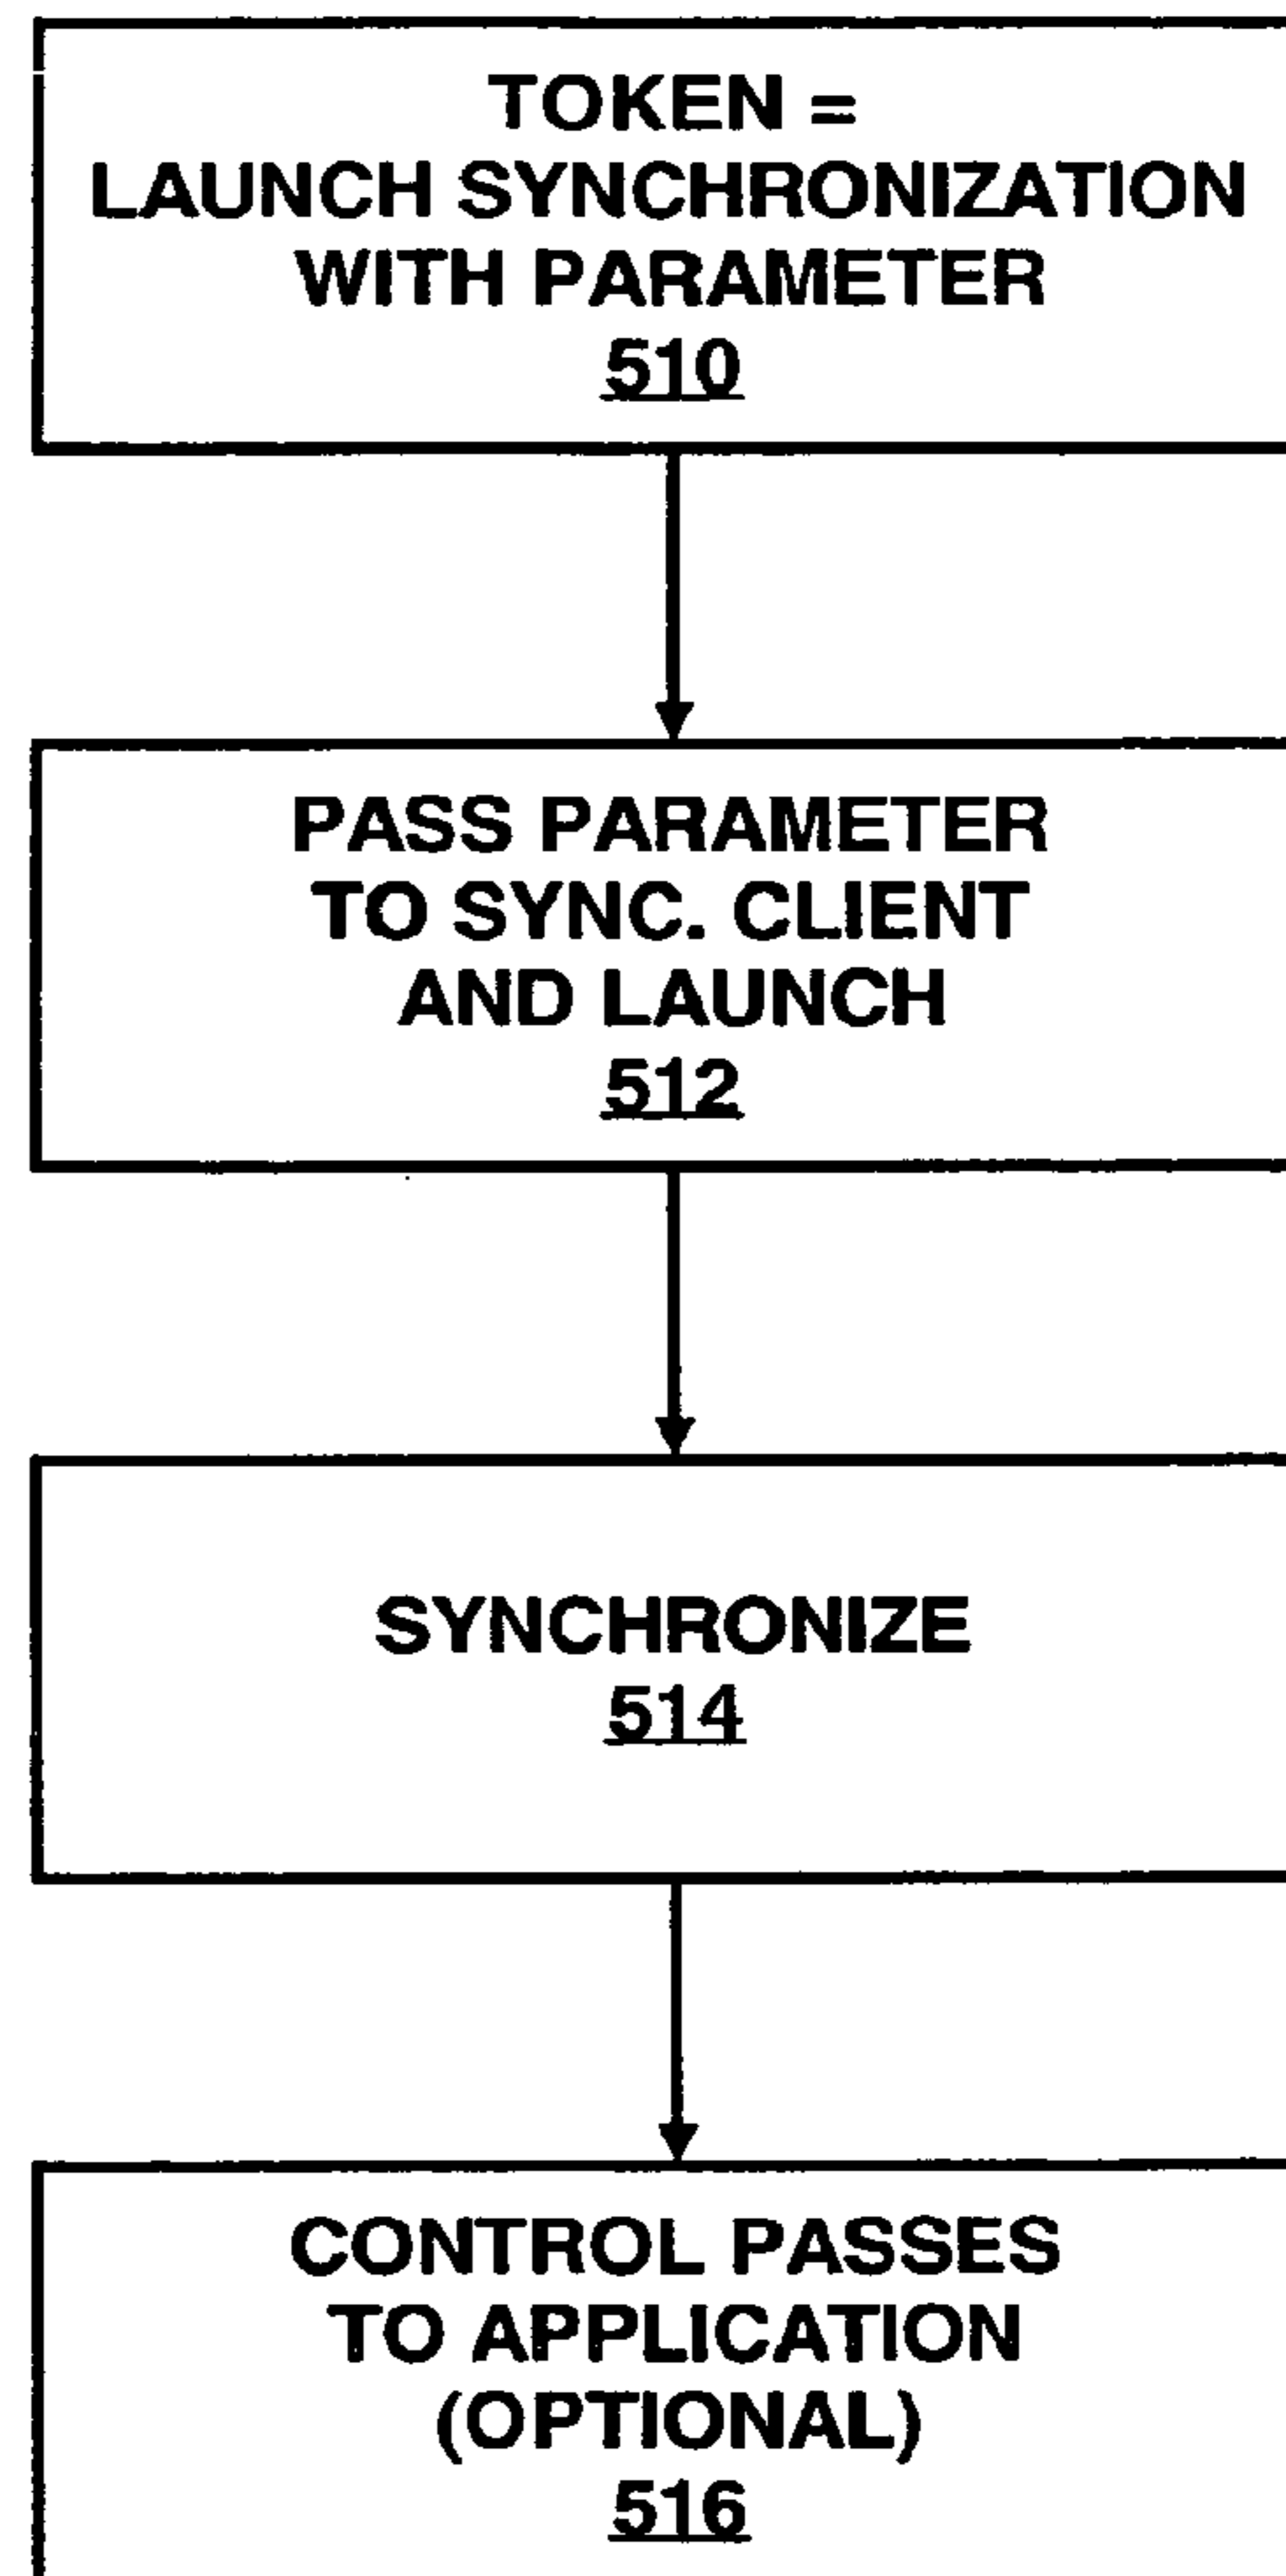 TOKEN =
LAUNCH SYNCHRONIZATION
WITH PARAMETER
510
PASS PARAMETER
TO SYNC. CLIENT
AND LAUNCH
512
SYNCHRONIZE
514
CONTROL PASSES
TO APPLICATION
(OPTIONAL)
516